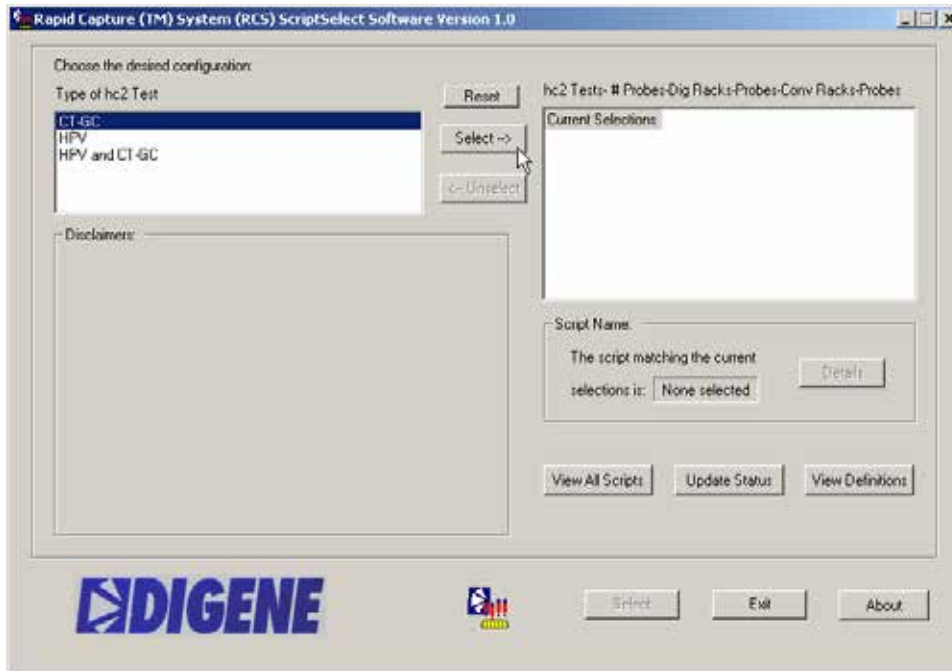 Rapid Capture (TM) System (RCS) ScriptSelect Software Version 1.0
Choose the desired configuration:
Type of hc2 Test
CT-GC
HPV
HPV and CT-GC
Reset
Select -->
<-- Unselect
hc2 Tests- # Probes-Dig Racks-Probes-Conv Racks-Probes
Current Selections
Disclaimers:
Script Name:
The script matching the current
selections is: None selected
Details
View All Scripts
Update Status
View Definitions
DIGENE
Select
Exit
About